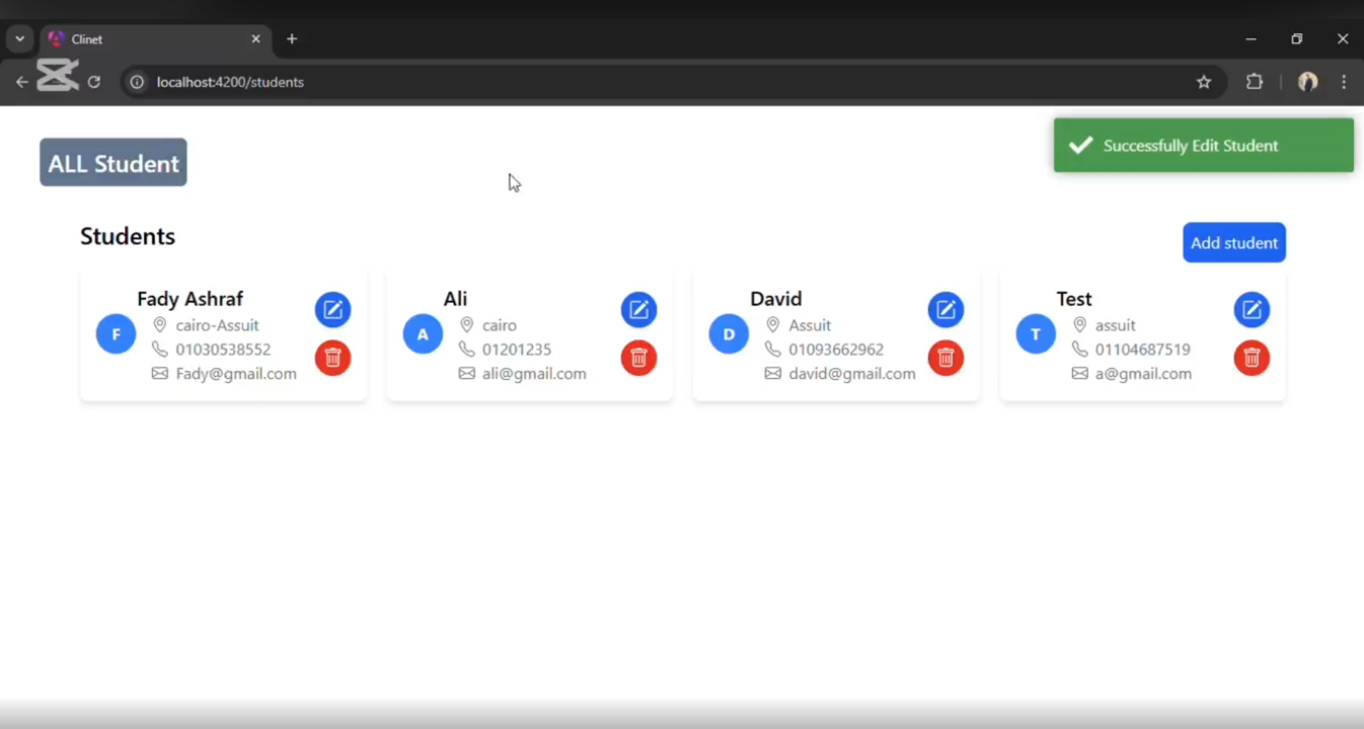 Clinet
localhost:4200/students
Successfully Edit Student
ALL Student
Students
Add student
Fady Ashraf
F
cairo-Assuit
01030538552
Fady@gmail.com
Ali
A
cairo
01201235
ali@gmail.com
David
D
Assuit
01093662962
david@gmail.com
Test
T
assuit
01104687519
a@gmail.com